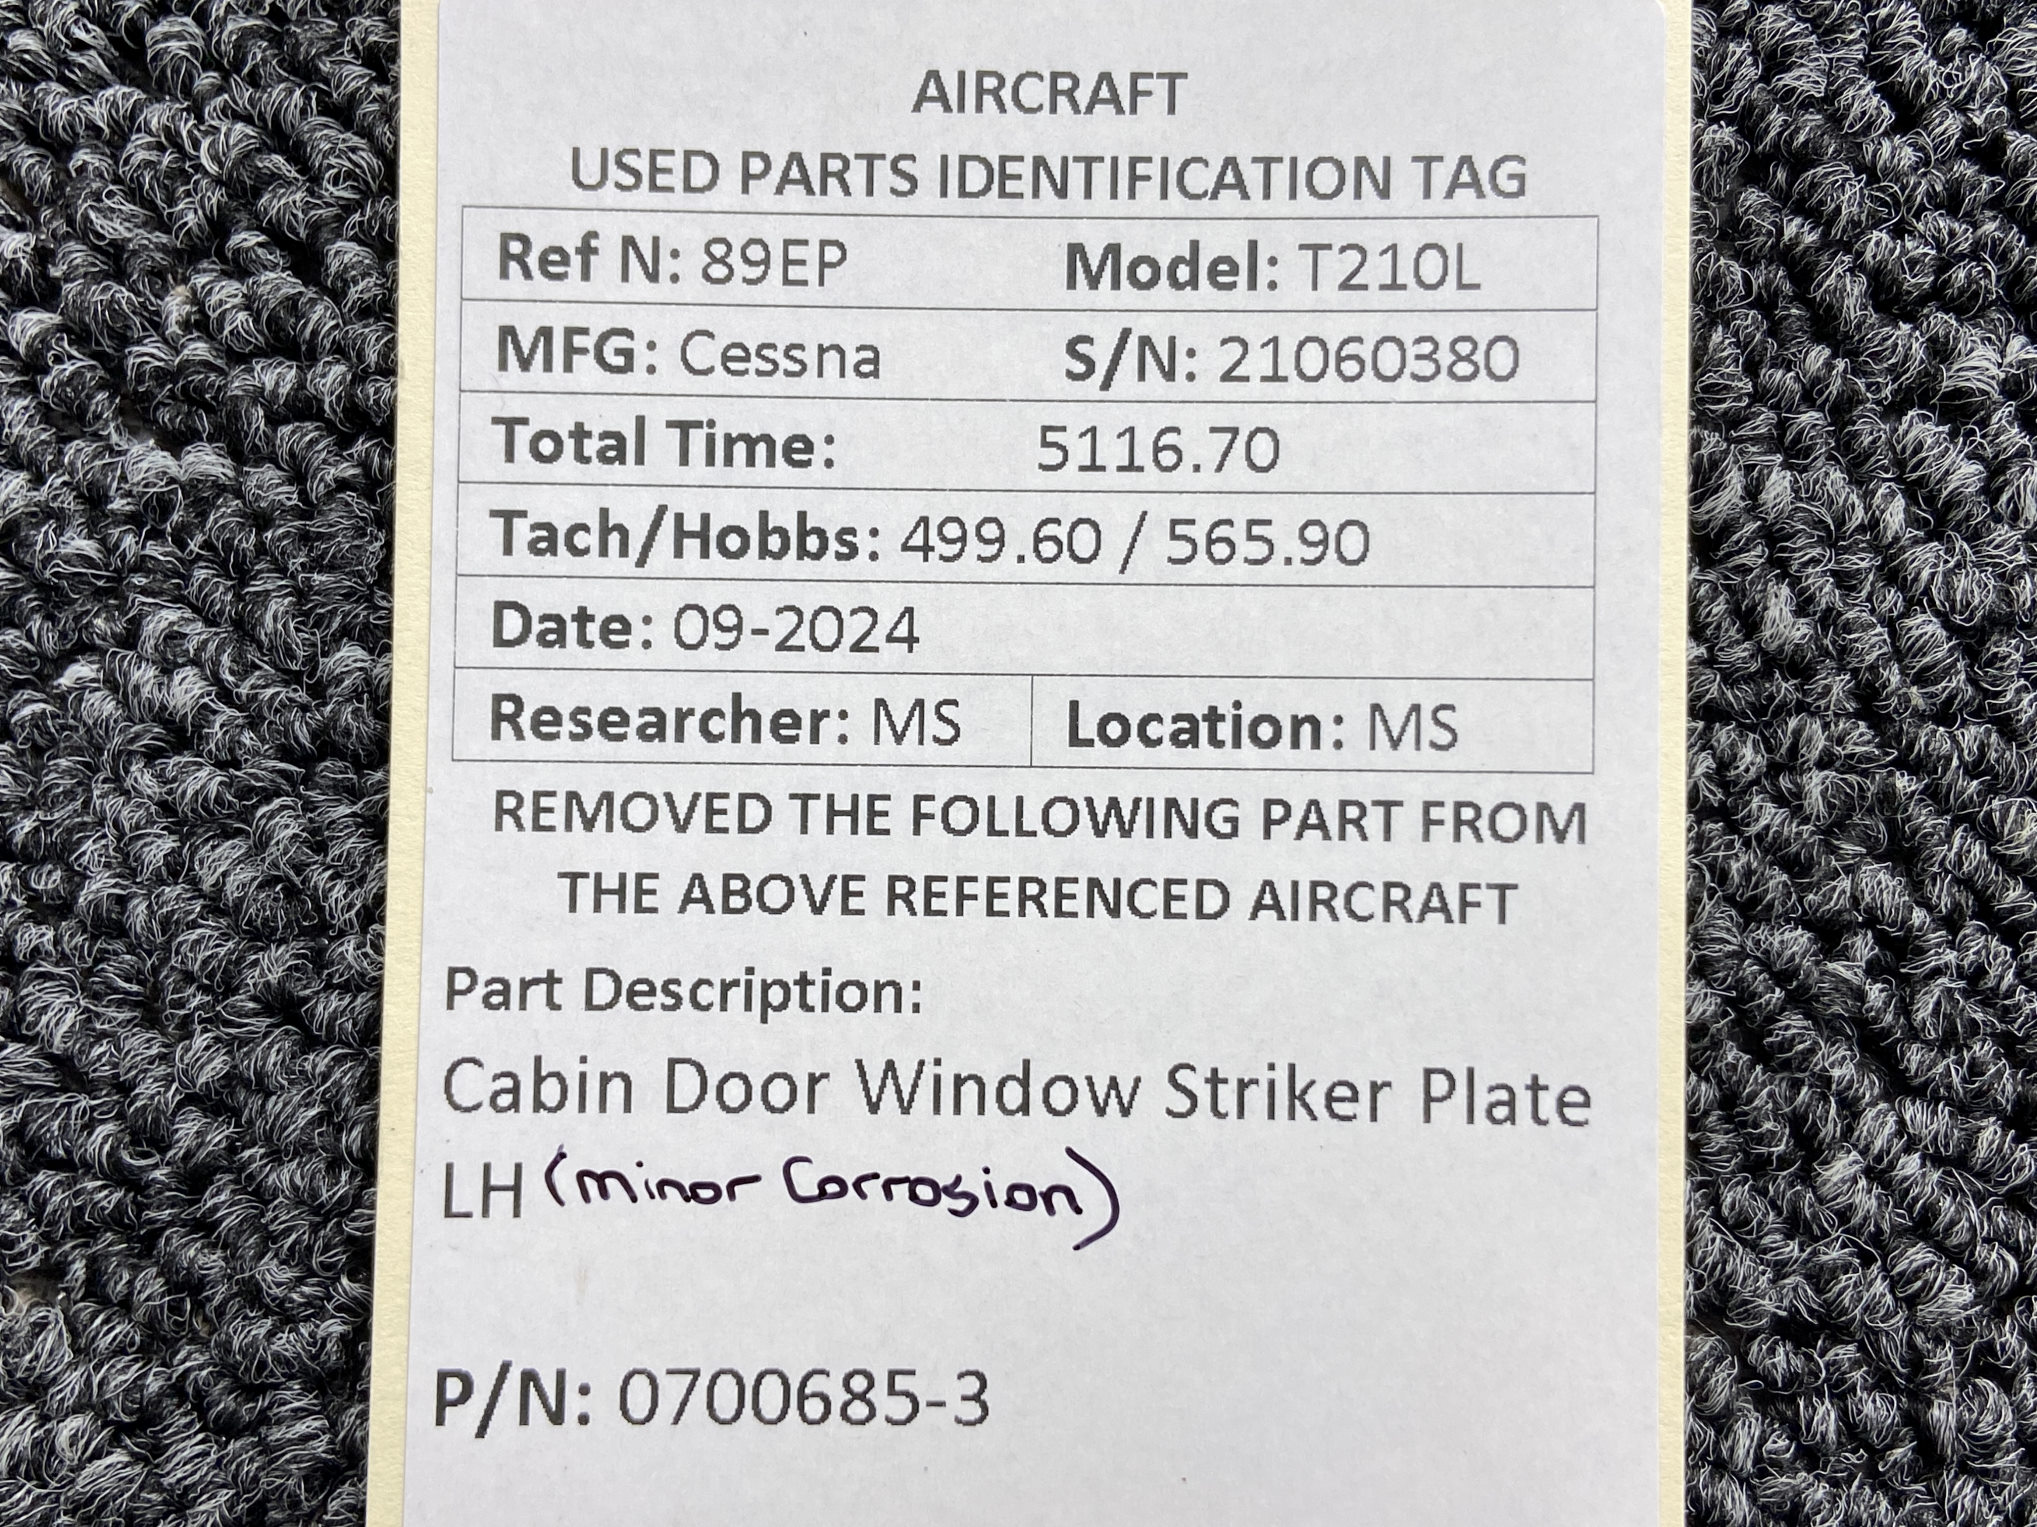 AIRCRAFT
USED PARTS IDENTIFICATION TAG
Ref N: 89EP Model: T210L
MFG: Cessna S/N: 21060380
Total Time: 5116.70
Tach/Hobbs: 499.60 / 565.90
Date: 09-2024
Researcher: MS Location: MS
REMOVED THE FOLLOWING PART FROM
THE ABOVE REFERENCED AIRCRAFT
Part Description:
Cabin Door Window Striker Plate
LH (minor Corrosion)
P/N: 0700685-3